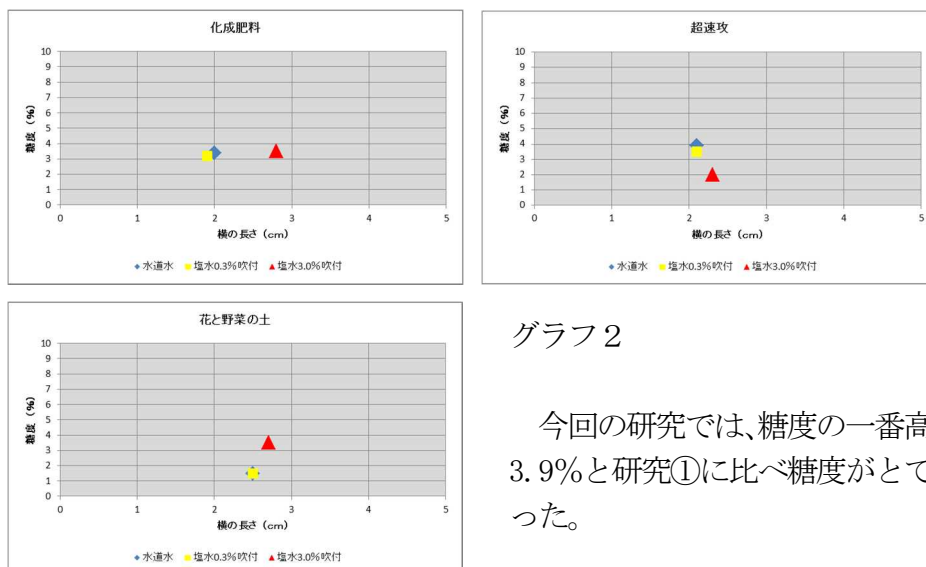 化成肥料
10
9
8
7
6
5
4
3
2
1
0
糖度（%）
0 1 2 3 4 5
横の長さ（cm）
水道水 塩水0.3%吹付 塩水3.0%吹付
超速攻
10
9
8
7
6
5
4
3
2
1
0
糖度（%）
0 1 2 3 4 5
横の長さ（cm）
水道水 塩水0.3%吹付 塩水3.0%吹付
花と野菜の土
10
9
8
7
6
5
4
3
2
1
0
糖度（%）
0 1 2 3 4 5
横の長さ（cm）
水道水 塩水0.3%吹付 塩水3.0%吹付
グラフ２
今回の研究では、糖度の一番高
3.9%と研究①に比べ糖度がとて
った。